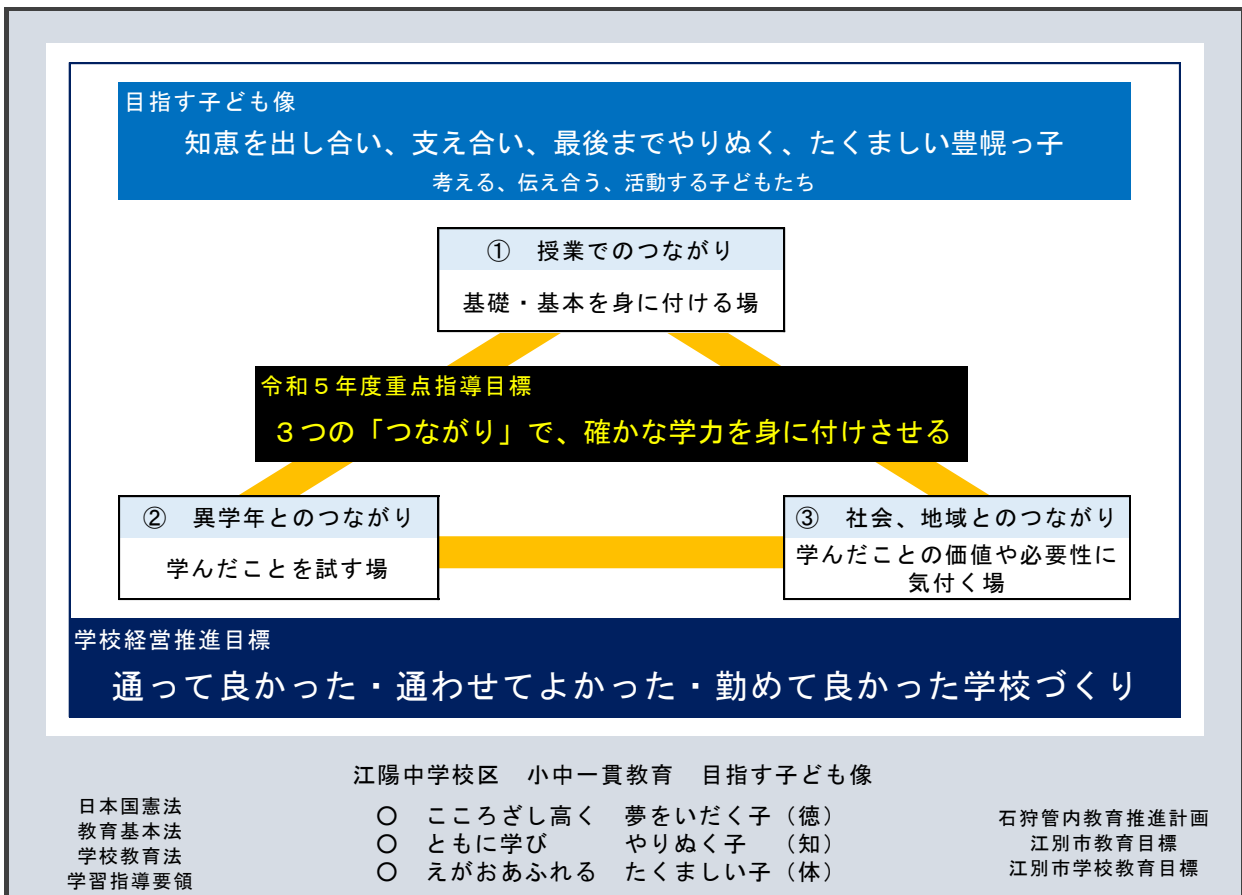 目指す子ども像
知恵を出し合い、支え合い、最後までやりぬく、たくましい豊幌っ子
考える、伝え合う、活動する子どもたち
① 授業でのつながり
基礎・基本を身に付ける場
令和５年度重点指導目標
３つの「つながり」で、確かな学力を身に付けさせる
② 異学年とのつながり
学んだことを試す場
③ 社会、地域とのつながり
学んだことの価値や必要性に
気付く場
学校経営推進目標
通って良かった・通わせてよかった・勤めて良かった学校づくり
江陽中学校区 小中一貫教育 目指す子ども像
〇 こころざし高く 夢をいだく子（徳）
〇 ともに学び やりぬく子 （知）
〇 えがおあふれる たくましい子（体）
日本国憲法
教育基本法
学校教育法
学習指導要領
石狩管内教育推進計画
江別市教育目標
江別市学校教育目標